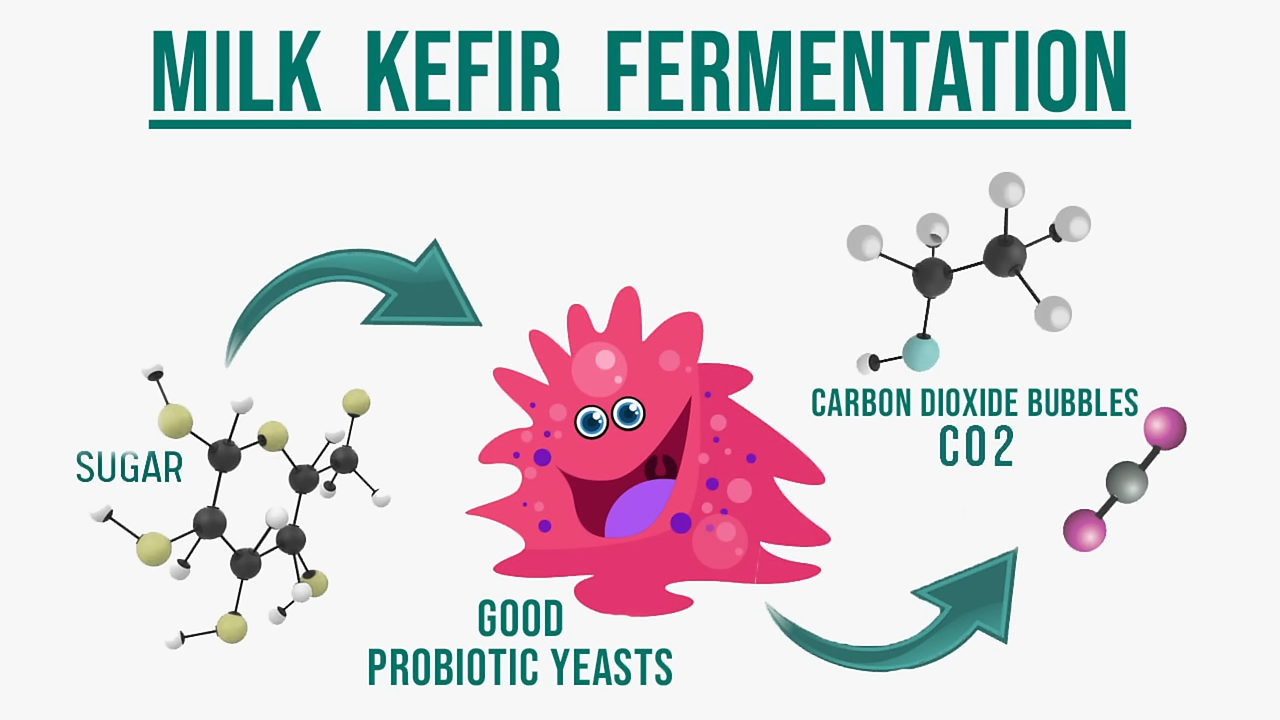 MILK KEFIR FERMENTATION
SUGAR
GOOD
PROBIOTIC YEASTS
CARBON DIOXIDE BUBBLES
CO2